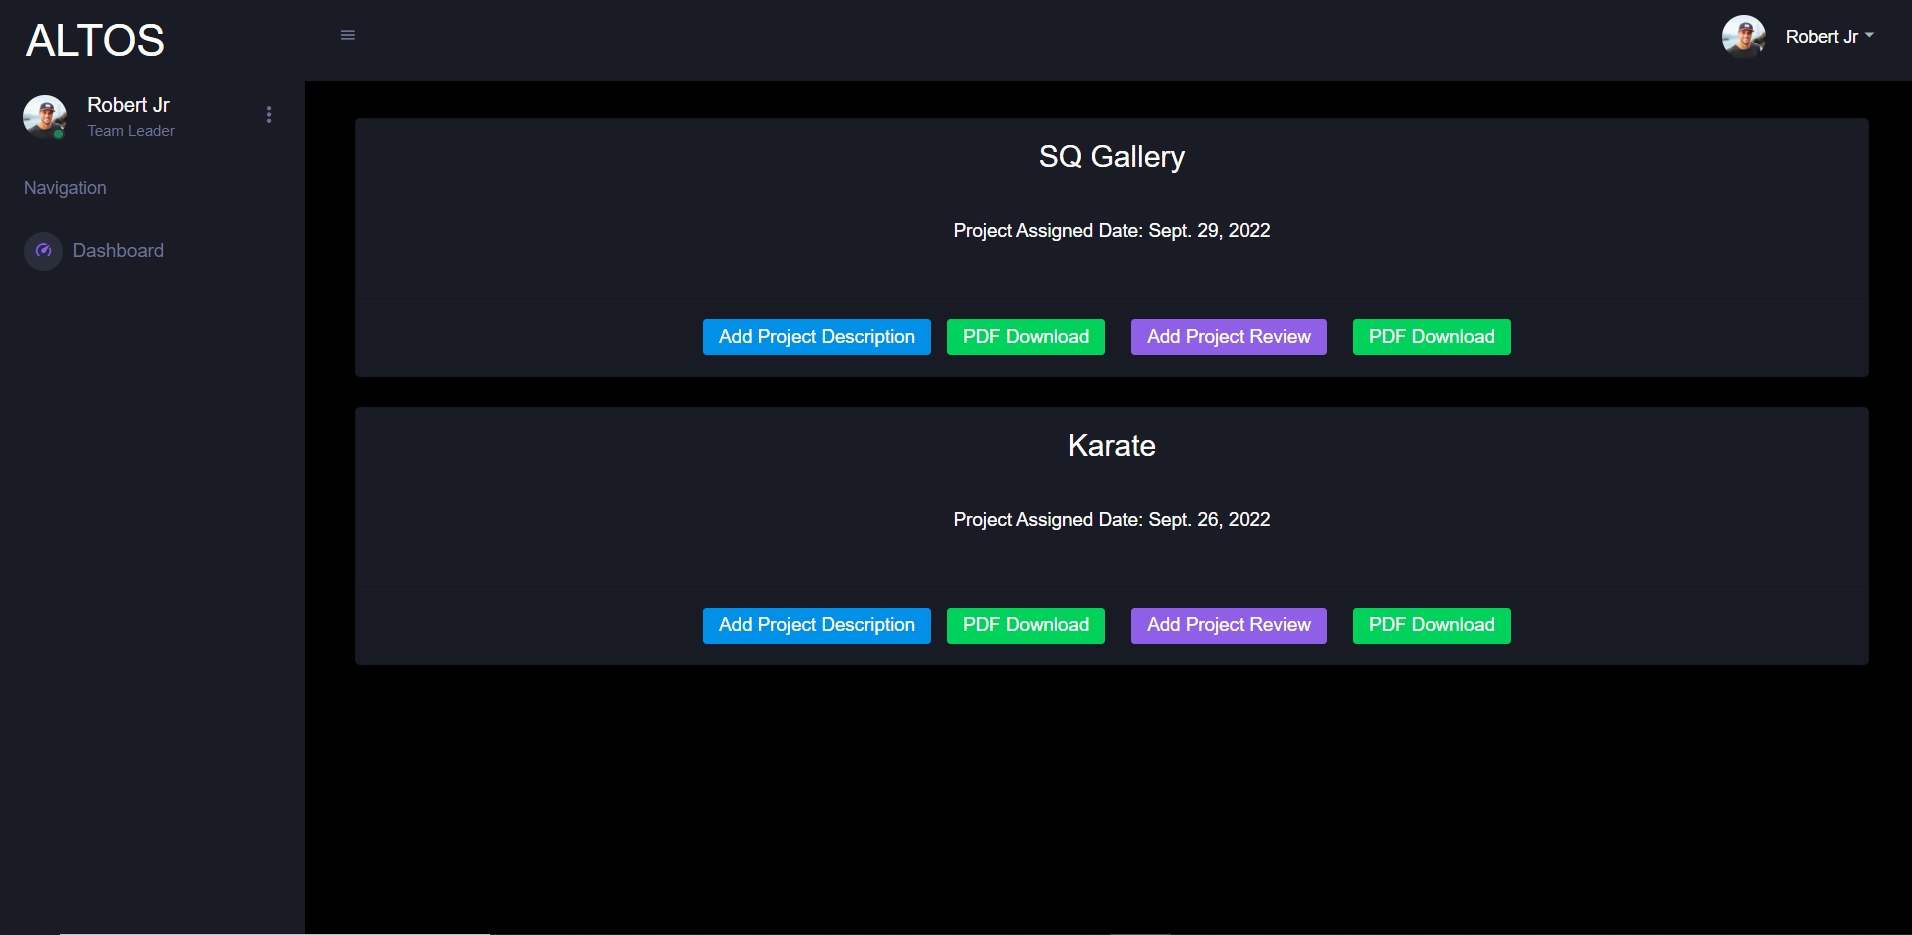 ALTOS
Robert Jr
Robert Jr
Team Leader
Navigation
Dashboard
SQ Gallery
Project Assigned Date: Sept. 29, 2022
Add Project Description PDF Download Add Project Review PDF Download
Karate
Project Assigned Date: Sept. 26, 2022
Add Project Description PDF Download Add Project Review PDF Download